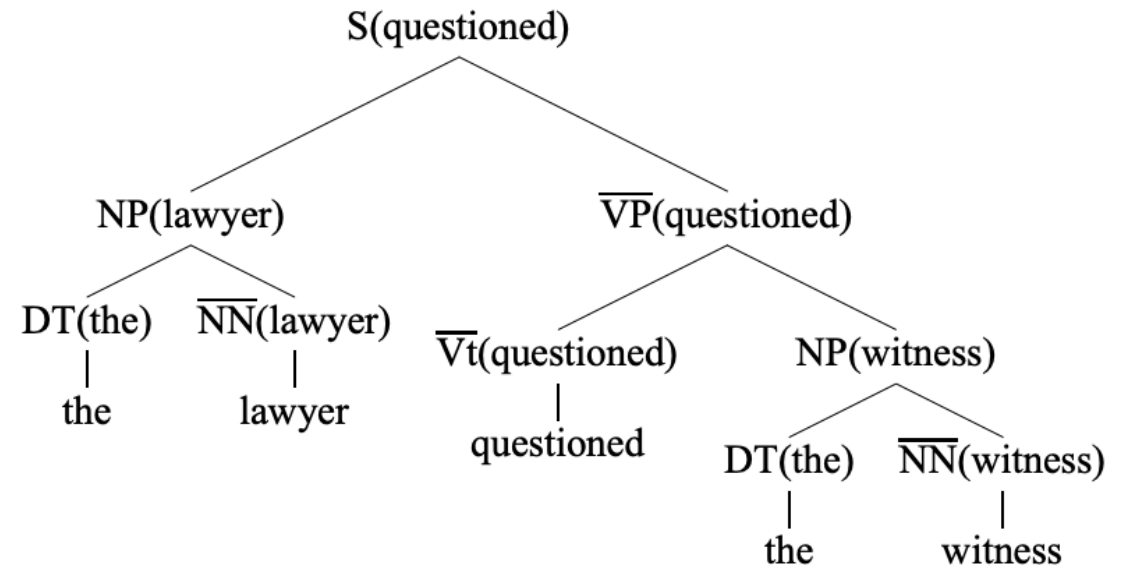 S(questioned)
NP(lawyer) V̅P̅(questioned)
DT(the) N̅N̅(lawyer)
V̅t̅(questioned) NP(witness)
the lawyer
questioned
DT(the) N̅N̅(witness)
the witness